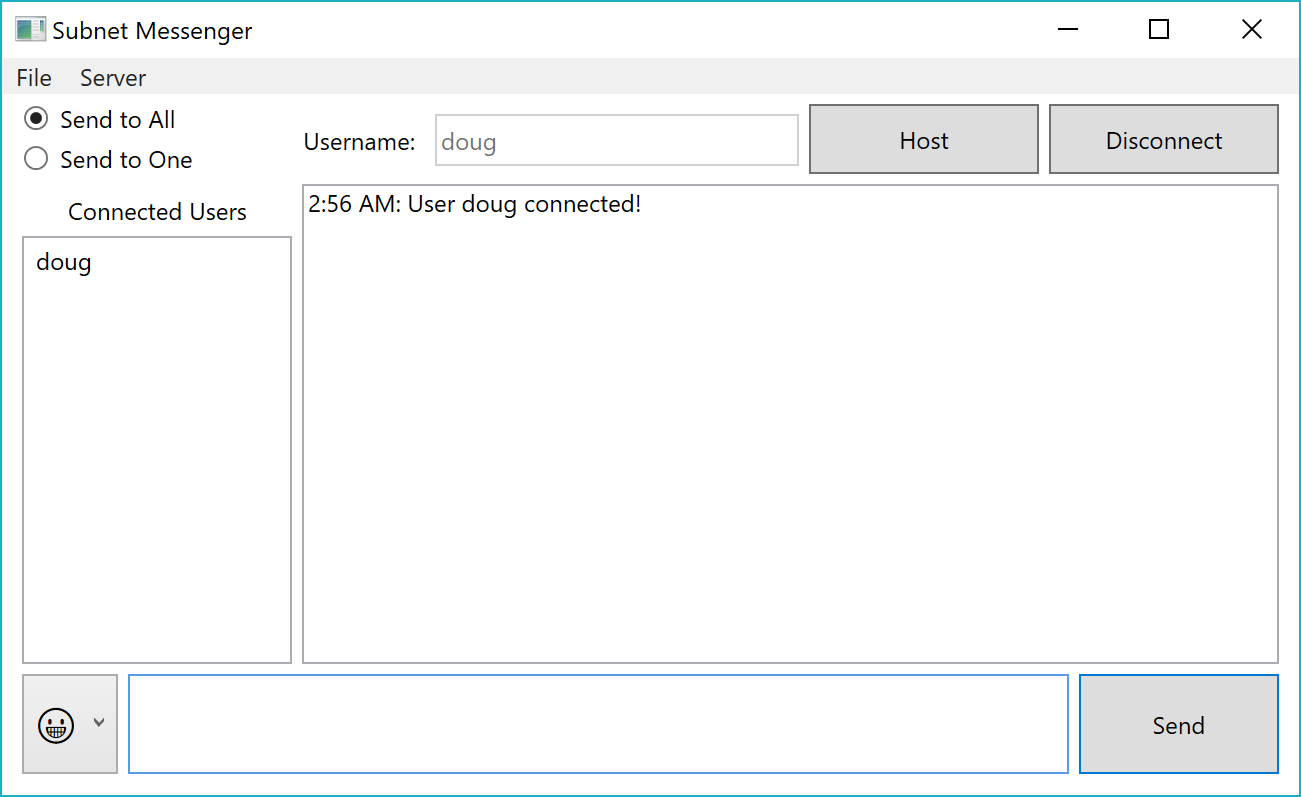 Subnet Messenger
File Server
Send to All
Send to One
Username: doug Host Disconnect
Connected Users
doug
2:56 AM: User doug connected!
Send